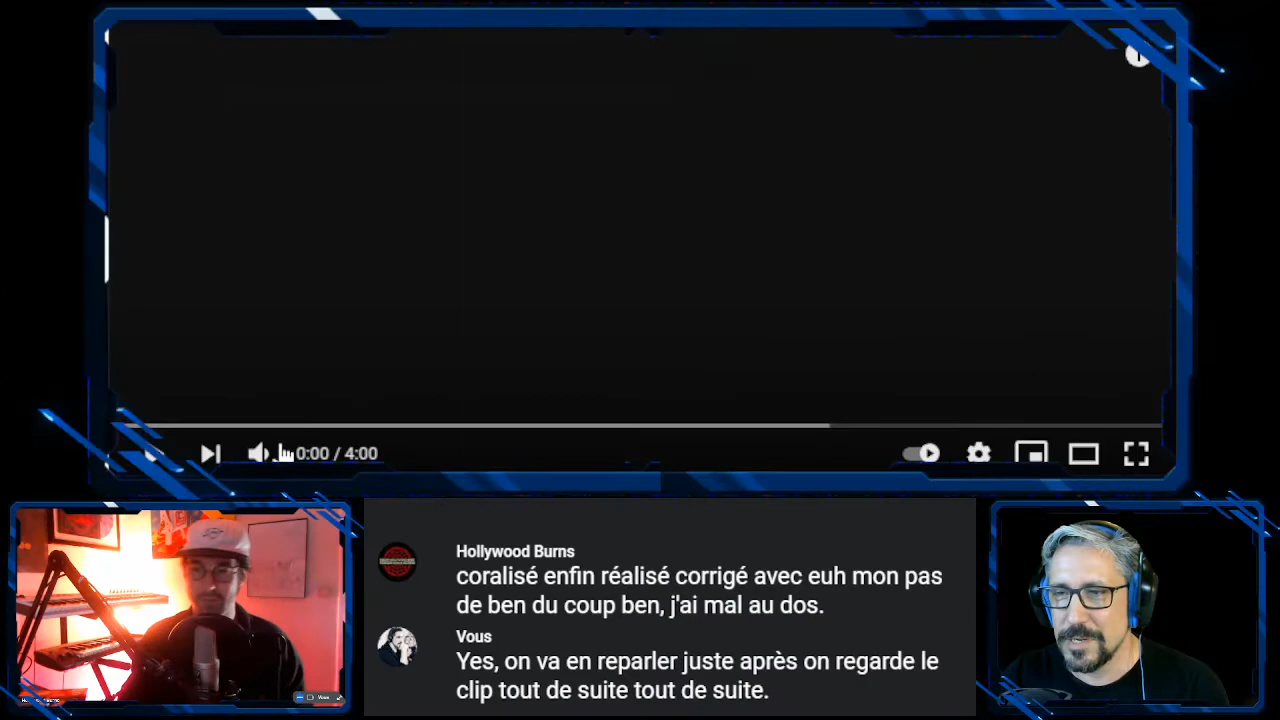 0:00 / 4:00
Hollywood Burns
coralisé enfin réalisé corrigé avec euh mon pas
de ben du coup ben, j'ai mal au dos.
Vous
Yes, on va en reparler juste après on regarde le
clip tout de suite tout de suite.